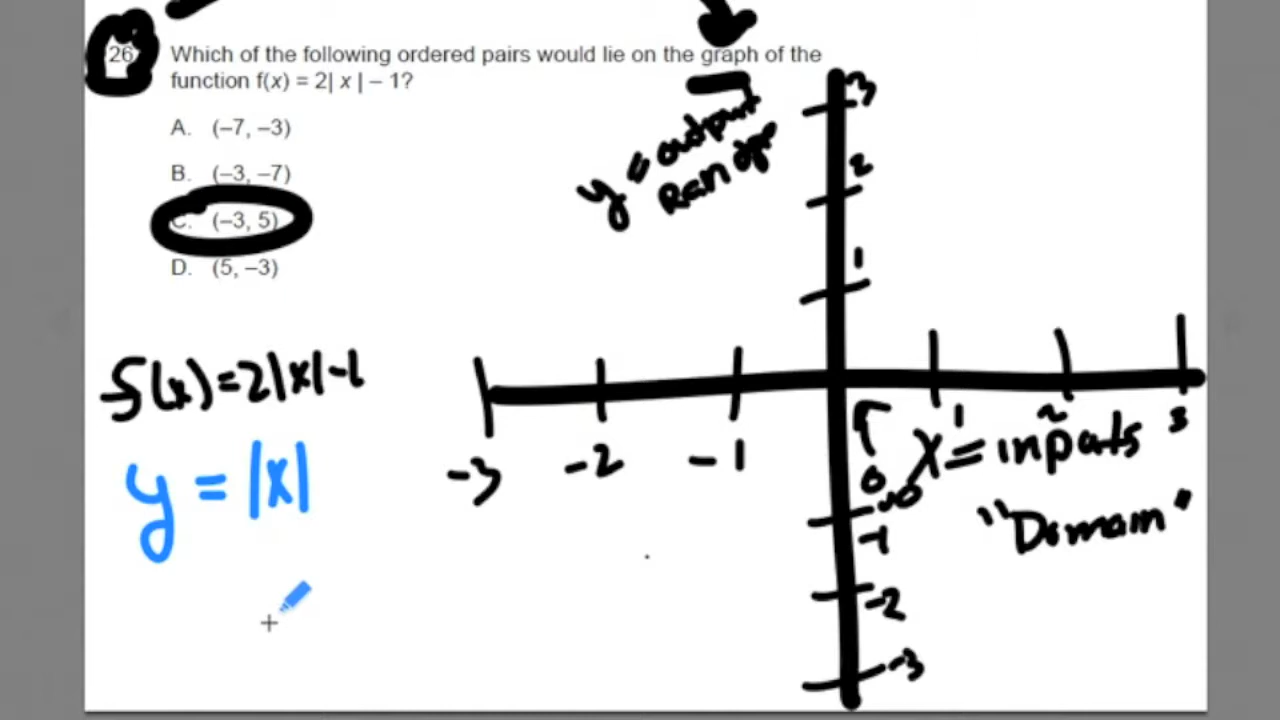 26 Which of the following ordered pairs would lie on the graph of the
function f(x) = 2| x | – 1?
A. (–7, –3)
B. (–3, –7)
C. (–3, 5)
D. (5, –3)
y = output
Range
3
2
1
f(x)=2|x|-1
y = |x|
-3 -2 -1 0 1 2 3
x = inputs
"Domain"
-1
-2
-3